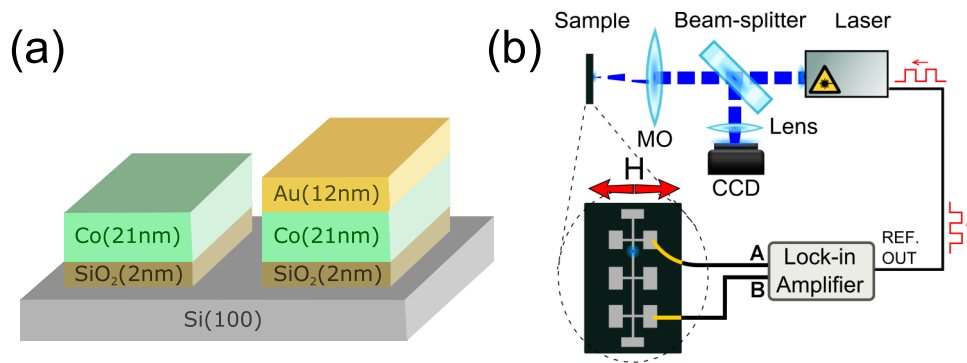 (a)
Au(12nm)
Co(21nm)
Co(21nm)
SiO₂(2nm)
SiO₂(2nm)
Si(100)
(b)
Sample
Beam-splitter
Laser
MO
Lens
CCD
H
A
B
Lock-in
Amplifier
REF.
OUT